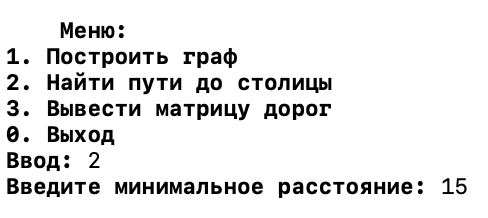 Меню:
1. Построить граф
2. Найти пути до столицы
3. Вывести матрицу дорог
0. Выход
Ввод: 2
Введите минимальное расстояние: 15